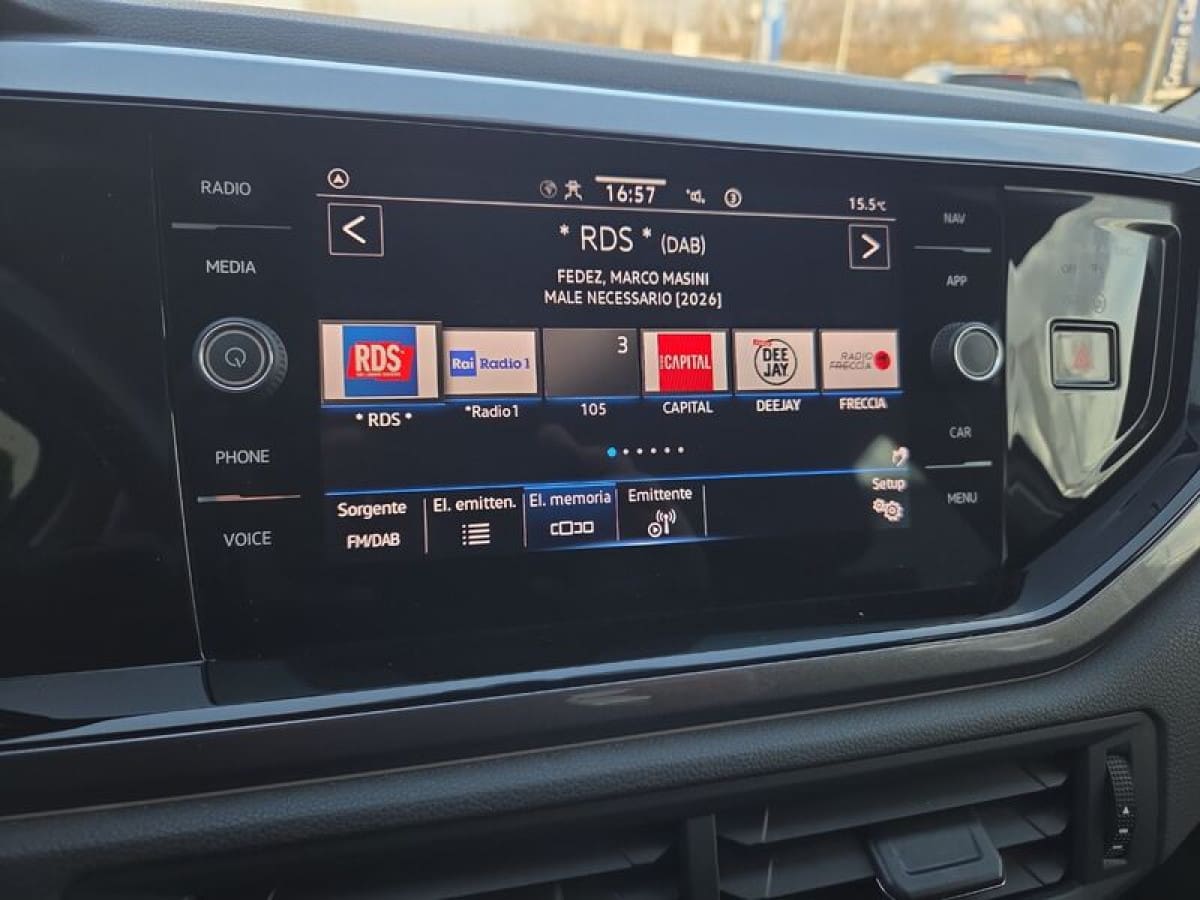 RADIO
MEDIA
PHONE
VOICE
16:57
3
15.5°C
<
* RDS * (DAB)
>
FEDEZ, MARCO MASINI
MALE NECESSARIO [2026]
RDS
Rai Radio 1
3
CAPITAL
DEEJAY
RADIO
FRECCIA
* RDS *
*Radio1
105
CAPITAL
DEEJAY
FRECCIA
Sorgente
FM/DAB
El. emitten.
El. memoria
Emittente
Setup
NAV
APP
CAR
MENU